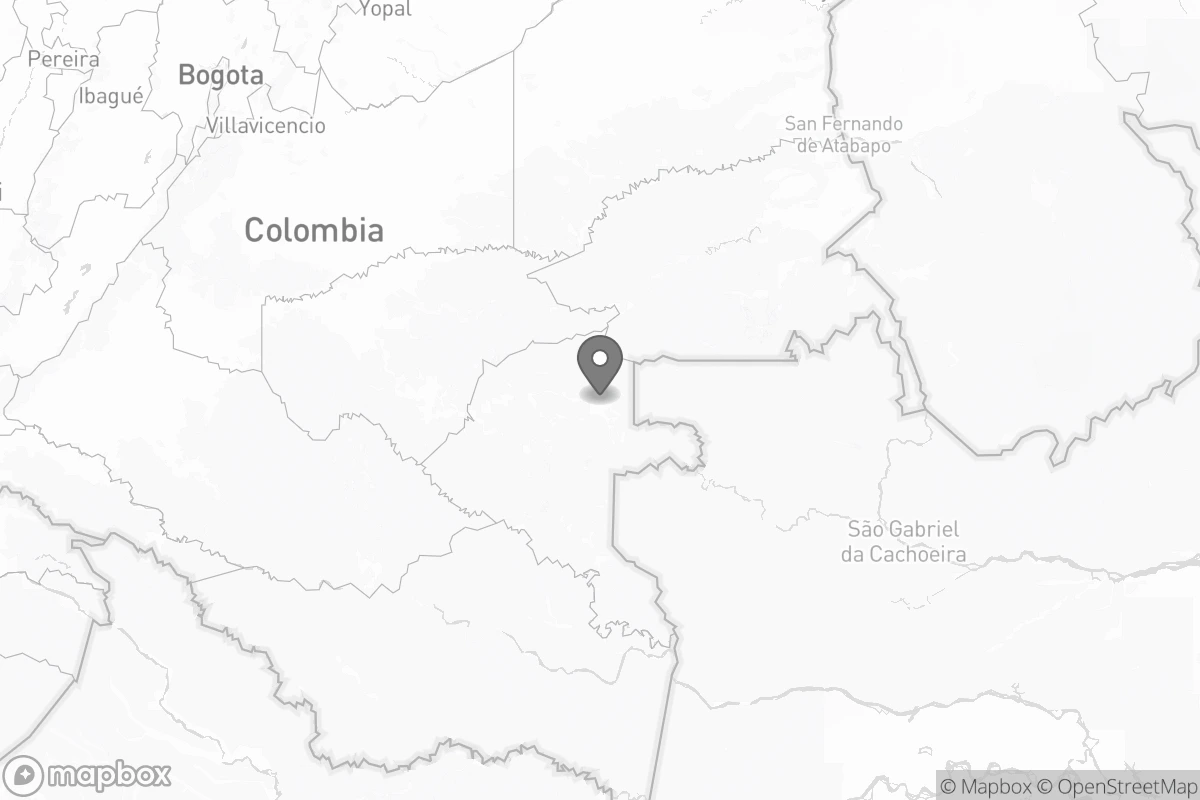 Yopal
Pereira
Bogota
Ibagué
Villavicencio
San Fernando
de Atabapo
i
Colombia
São Gabriel
da Cachoeira
mapbox
© Mapbox © OpenStreetMap